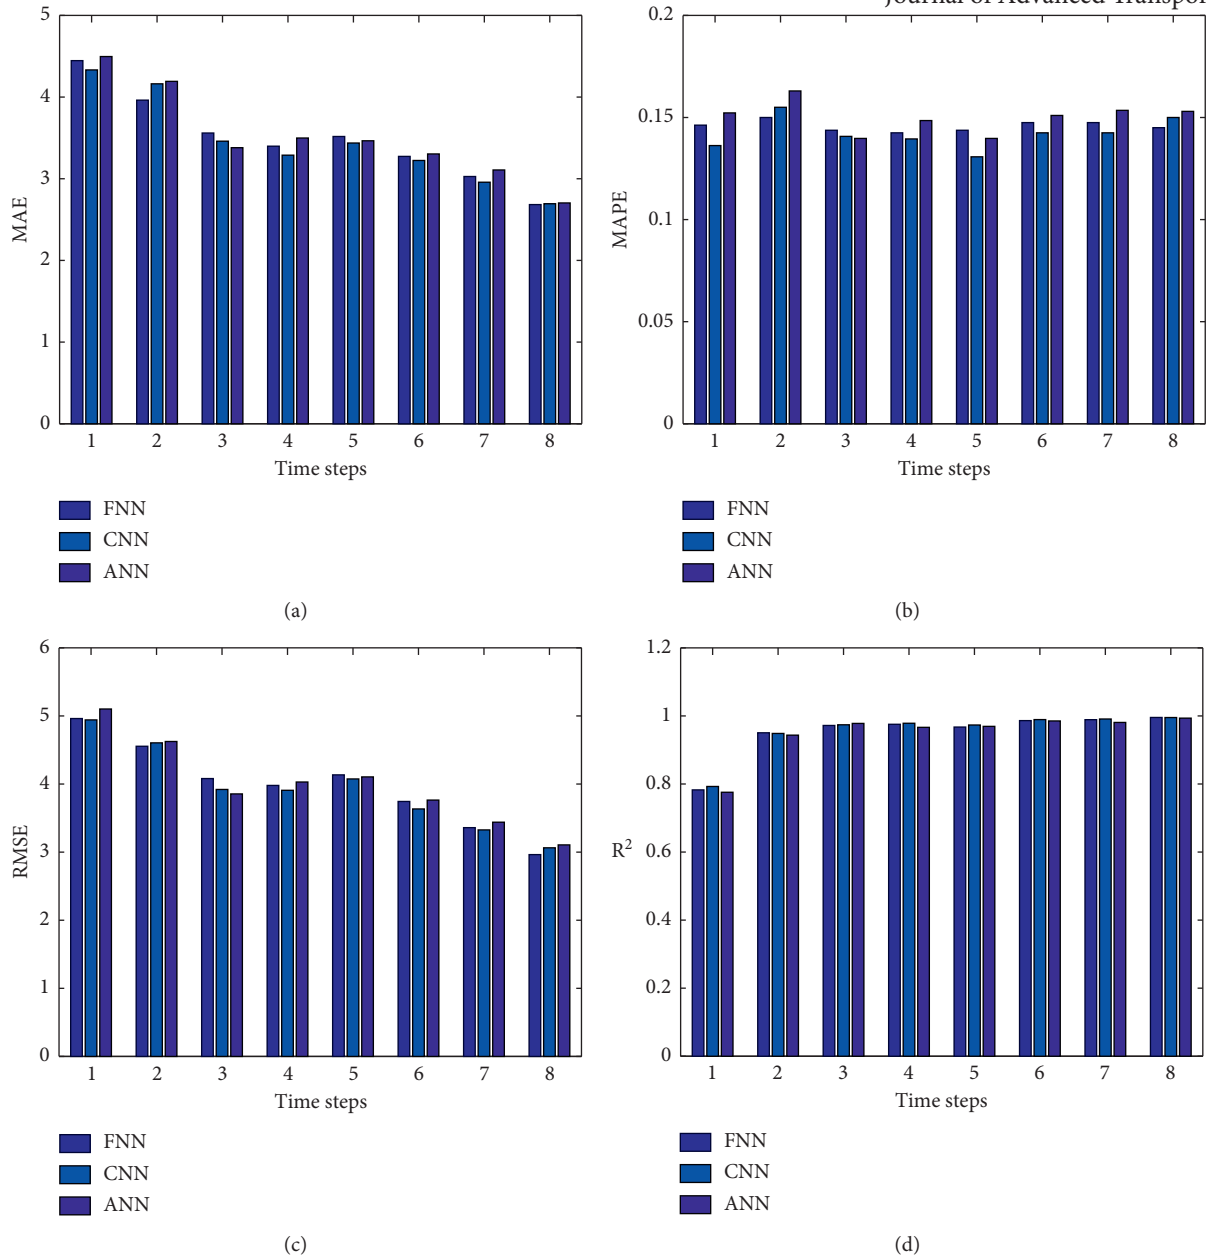 Journal of Advanced Transpor
5
4
3
2
1
0
MAE
1 2 3 4 5 6 7 8
Time steps
FNN
CNN
ANN
(a)
0.2
0.15
0.1
0.05
0
MAPE
1 2 3 4 5 6 7 8
Time steps
FNN
CNN
ANN
(b)
6
5
4
3
2
1
0
RMSE
1 2 3 4 5 6 7 8
Time steps
FNN
CNN
ANN
(c)
1.2
1
0.8
0.6
0.4
0.2
0
R²
1 2 3 4 5 6 7 8
Time steps
FNN
CNN
ANN
(d)